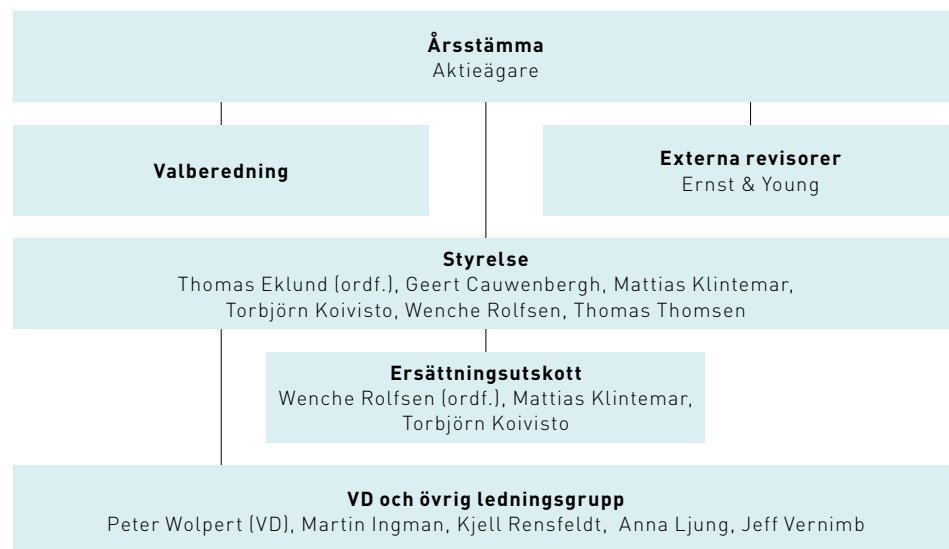 Årsstämma
Aktieägare
Valberedning
Externa revisorer
Ernst & Young
Styrelse
Thomas Eklund (ordf.), Geert Cauwenbergh, Mattias Klintemar,
Torbjörn Koivisto, Wenche Rolfsen, Thomas Thomsen
Ersättningsutskott
Wenche Rolfsen (ordf.), Mattias Klintemar,
Torbjörn Koivisto
VD och övrig ledningsgrupp
Peter Wolpert (VD), Martin Ingman, Kjell Rensfeldt, Anna Ljung, Jeff Vernimb